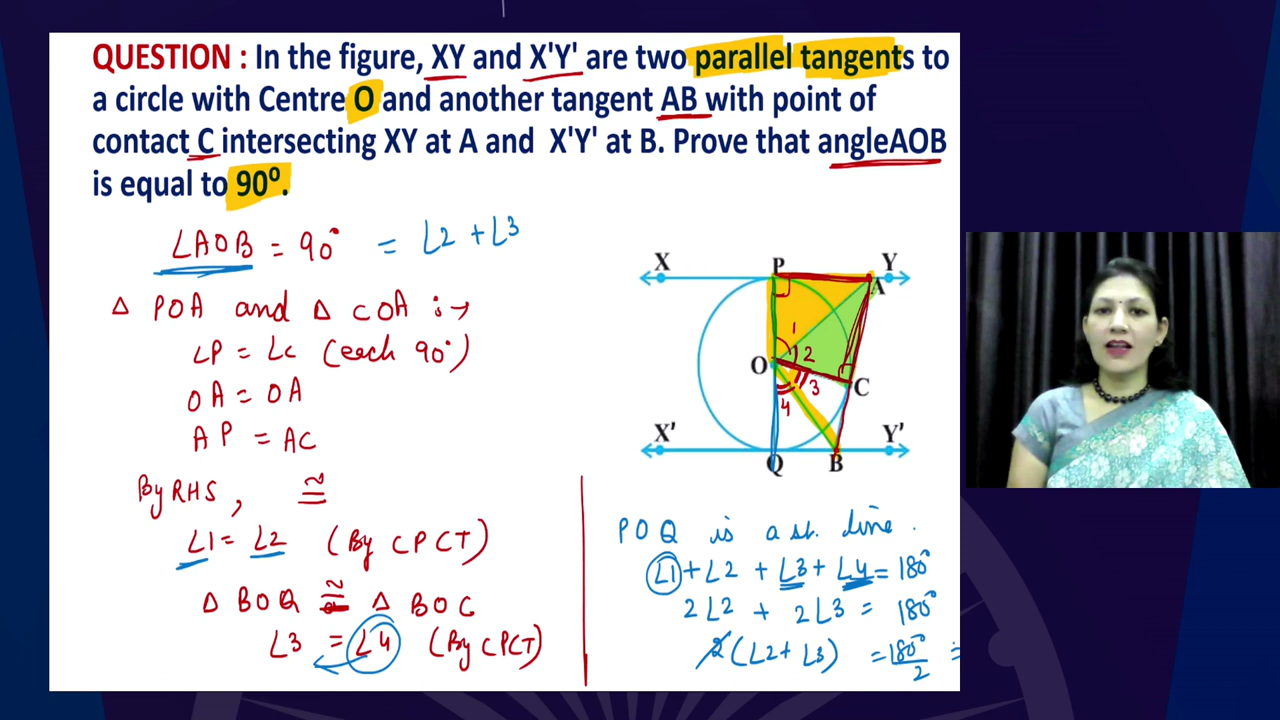 QUESTION : In the figure, XY and X'Y' are two parallel tangents to
a circle with Centre O and another tangent AB with point of
contact C intersecting XY at A and X'Y' at B. Prove that angleAOB
is equal to 90⁰.
∠AOB = 90° = ∠2 + ∠3
△ POA and △ COA :→
∠P = ∠c (each 90°)
OA = OA
AP = AC
By RHS, ≅
∠1 = ∠2 (By CPCT)
△ BOQ ≅ △ BOC
∠3 = ∠4 (By CPCT)
X P Y
A
1
O 2
3 C
4
X' Y'
Q B
POQ is a st. line.
∠1 + ∠2 + ∠3 + ∠4 = 180°
2∠2 + 2∠3 = 180°
2(∠2 + ∠3) = 180°/2 =